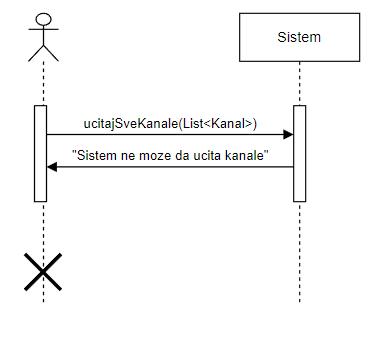 Sistem
ucitajSveKanale(List<Kanal>)
"Sistem ne moze da ucita kanale"